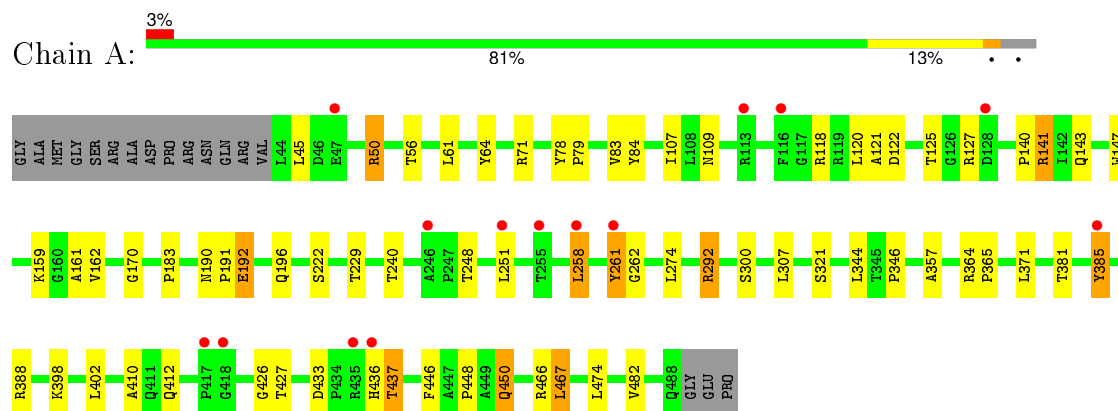 3%
Chain A:
81% 13% • •
GLY ALA MET GLY SER ARG ALA ASP PRO ARG ASN GLN ARG VAL L44 L45 D46 E47 R50 T56 L61 Y64 R71 Y78 P79 V83 Y84 I107 L108 N109 R113 F116 G117 R118 R119 L120 A121 D122 T125 G126 R127 D128 P140 R141 I142 Q143 W147
K159 G160 A161 V162 G170 P183 N190 P191 E192 Q196 S222 T229 T240 A246 P247 T248 L251 T255 L258 Y261 G262 L274 R292 S300 L307 S321 L344 T345 P346 A357 R364 P365 L371 T381 Y385
R388 K398 L402 A410 Q411 Q412 P417 G418 G426 T427 D433 P434 R435 H436 T437 F446 A447 P448 A449 Q450 R466 L467 L474 V482 Q488 GLY GLU PRO